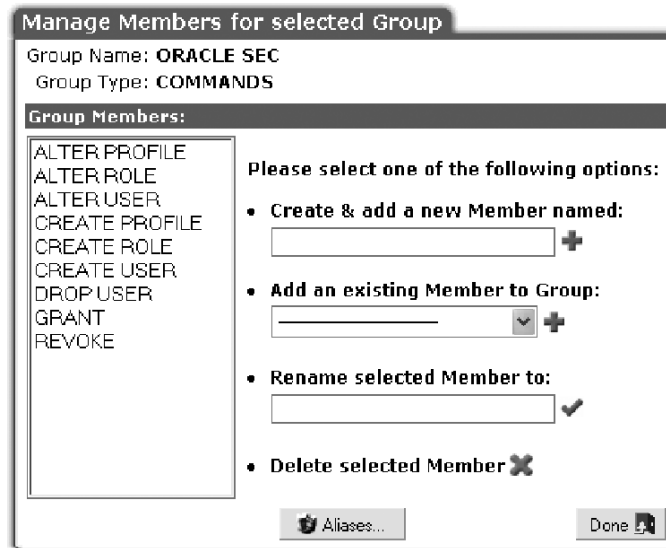 Manage Members for selected Group
Group Name: ORACLE SEC
Group Type: COMMANDS
Group Members:
ALTER PROFILE
ALTER ROLE
ALTER USER
CREATE PROFILE
CREATE ROLE
CREATE USER
DROP USER
GRANT
REVOKE
Please select one of the following options:
• Create & add a new Member named:
• Add an existing Member to Group:
• Rename selected Member to:
• Delete selected Member
Aliases...
Done